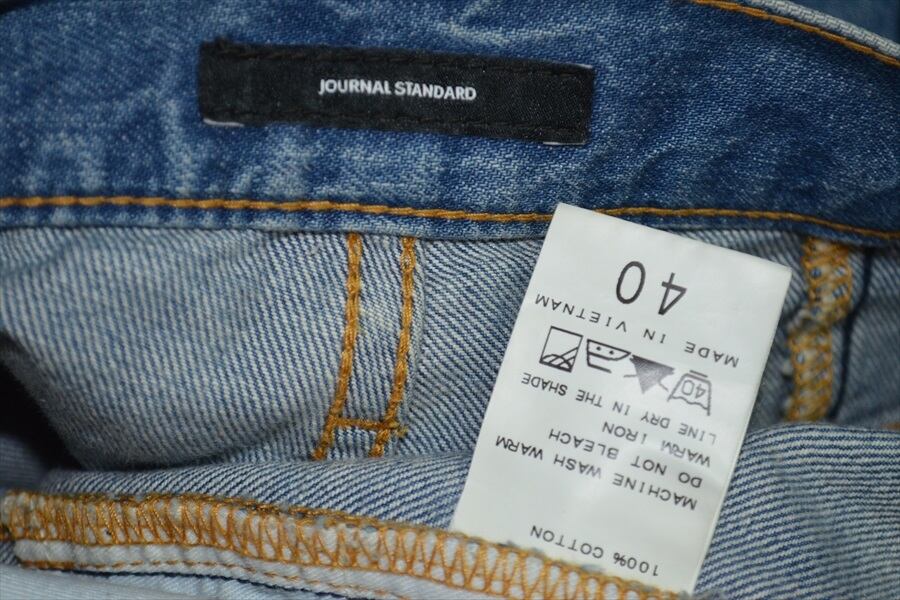 JOURNAL STANDARD
100% COTTON
MACHINE WASH WARM
DO NOT BLEACH
WARM IRON
LINE DRY IN THE SHADE
40
MADE IN VIETNAM
40